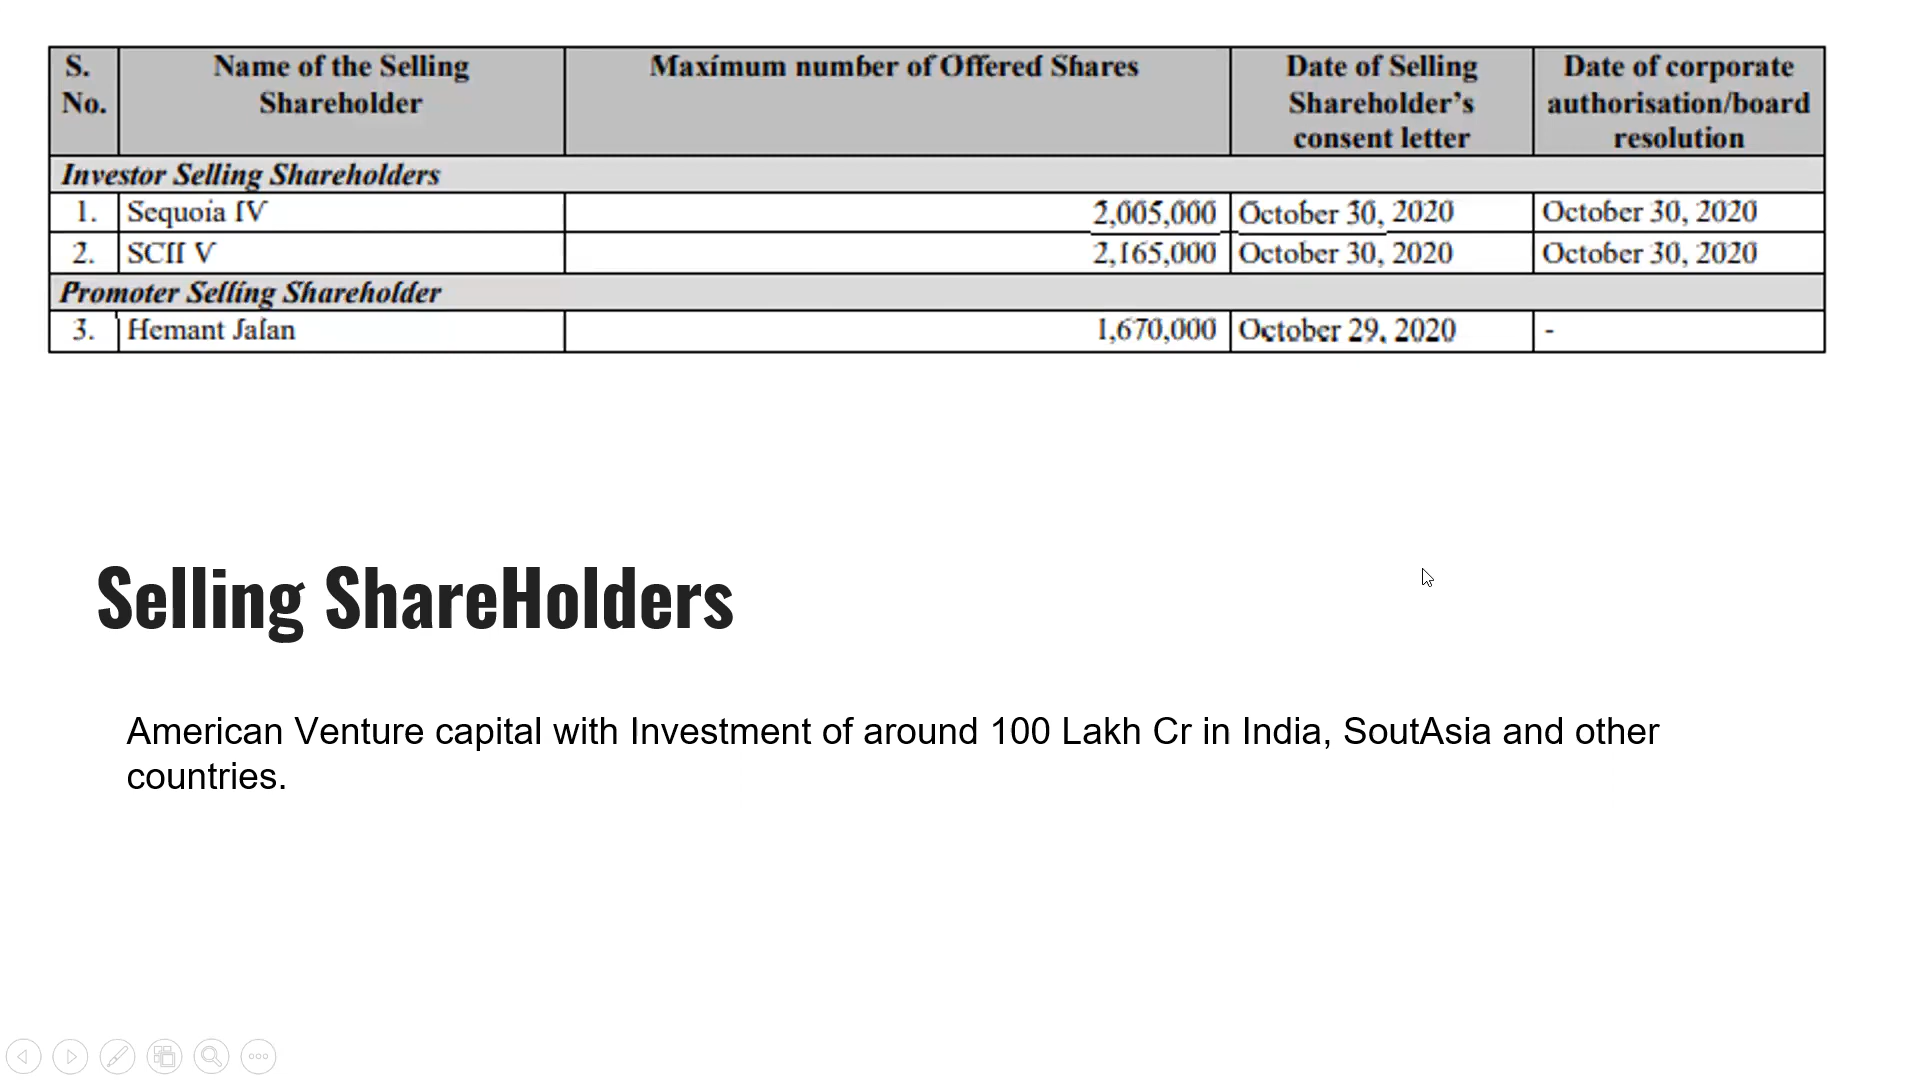 S. No. Name of the Selling Shareholder Maximum number of Offered Shares Date of Selling Shareholder's consent letter Date of corporate authorisation/board resolution
Investor Selling Shareholders
1. Sequoia IV 2,005,000 October 30, 2020 October 30, 2020
2. SCII V 2,165,000 October 30, 2020 October 30, 2020
Promoter Selling Shareholder
3. Hemant Jalan 1,670,000 October 29, 2020 -
Selling ShareHolders
American Venture capital with Investment of around 100 Lakh Cr in India, SoutAsia and other
countries.